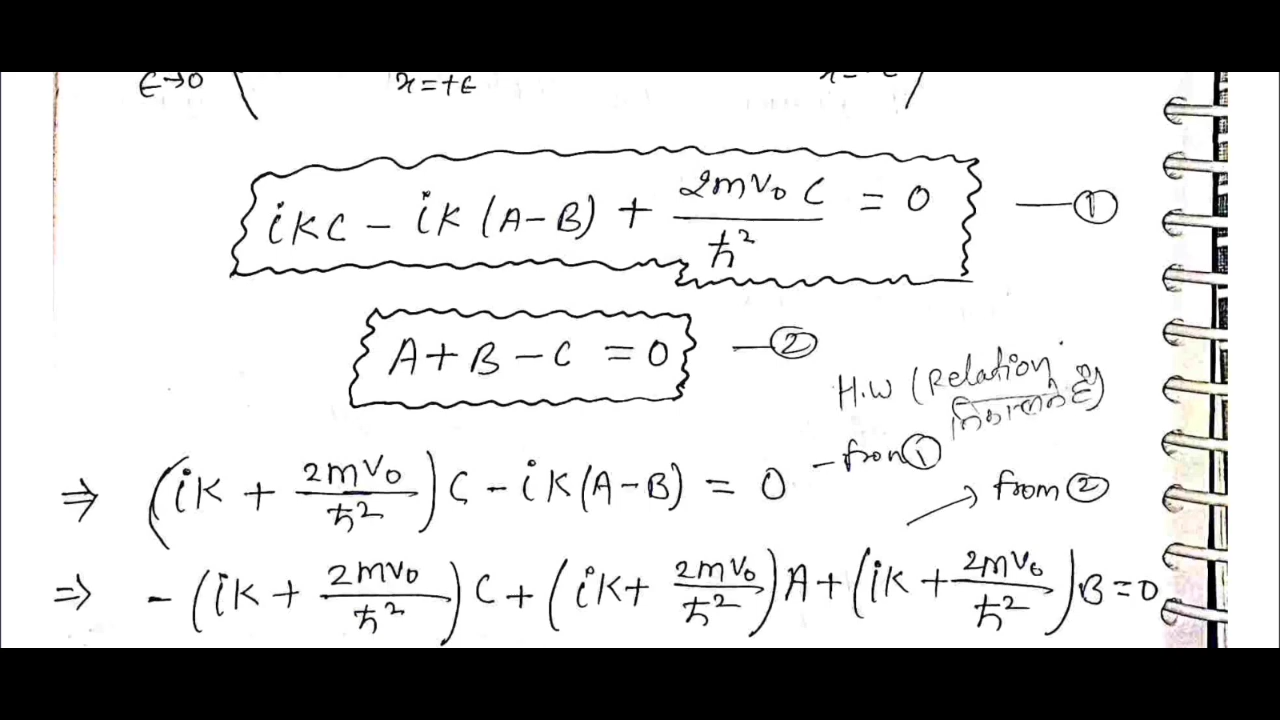 ϵ→0 ( x=+ϵ )
iKC - iK(A-B) + 2mV₀C/ħ² = 0 —①
A+B-C = 0 —②
H.W (Relation
निकालते है)
⇒ (iK + 2mV₀/ħ²)C - iK(A-B) = 0 - from①
→ from②
⇒ -(iK + 2mV₀/ħ²)C + (iK + 2mV₀/ħ²)A + (iK + 2mV₀/ħ²)B = 0